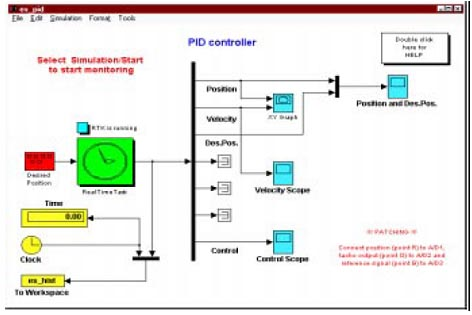 es_pid
File Edit Simulation Format Tools
PID controller
Double click
here for
HELP
Select Simulation/Start
to start monitoring
Position
Position and Des.Pos.
XY Graph
Velocity
RTK is running
Des.Pos.
Desired
Position
Real Time Task
Velocity Scope
Time
0.00
Clock
Control
Control Scope
es_hist
To Workspace
!!! PATCHING !!!
Connect position (point R) to A/D1,
tacho output (point O) to A/D2 and
reference signal (point B) to A/D3